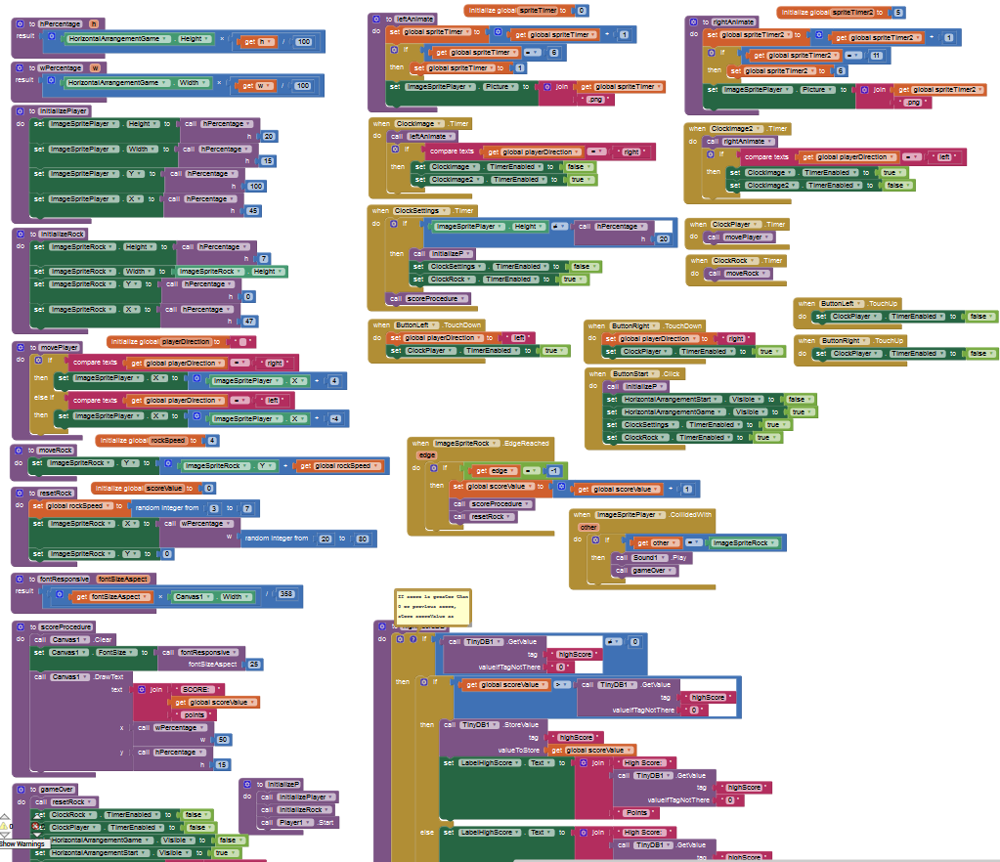 to hPercentage h
result HorizontalArrangementGame . Height × get h / 100
to wPercentage w
result HorizontalArrangementGame . Width × get w / 100
to InitializePlayer
do set ImageSpritePlayer . Height to call hPercentage
h 20
set ImageSpritePlayer . Width to call hPercentage
h 15
set ImageSpritePlayer . Y to call hPercentage
h 100
set ImageSpritePlayer . X to call hPercentage
h 45
to InitializeRock
do set ImageSpriteRock . Height to call hPercentage
h 7
set ImageSpriteRock . Width to ImageSpriteRock . Height
set ImageSpriteRock . Y to call hPercentage
h 0
set ImageSpriteRock . X to call hPercentage
h 47
to movePlayer
initialize global playerDirection to " "
do if compare texts get global playerDirection = " right "
then set ImageSpritePlayer . X to ImageSpritePlayer . X + 4
else if compare texts get global playerDirection = " left "
then set ImageSpritePlayer . X to ImageSpritePlayer . X + -4
initialize global rockSpeed to 4
to moveRock
do set ImageSpriteRock . Y to ImageSpriteRock . Y + get global rockSpeed
initialize global scoreValue to 0
to resetRock
do set global rockSpeed to random integer from 3 to 7
set ImageSpriteRock . X to call wPercentage
w random integer from 20 to 80
set ImageSpriteRock . Y to 0
to fontResponsive fontSizeAspect
result get fontSizeAspect × Canvas1 . Width / 358
to scoreProcedure
do call Canvas1 .Clear
set Canvas1 . FontSize to call fontResponsive
fontSizeAspect 25
call Canvas1 .DrawText
text join " SCORE: "
get global scoreValue
" points "
x call wPercentage
w 50
y call hPercentage
h 15
to gameOver
do call resetRock
set ClockRock . TimerEnabled to false
set ClockPlayer . TimerEnabled to false
set HorizontalArrangementGame . Visible to false
set HorizontalArrangementStart . Visible to true
Show Warnings
to InitializeP
do call InitializePlayer
call InitializeRock
call Player1 .Start
initialize global spriteTimer to 0
to leftAnimate
do set global spriteTimer to get global spriteTimer + 1
if get global spriteTimer = 6
then set global spriteTimer to 1
set ImageSpritePlayer . Picture to join get global spriteTimer
" .png "
when ClockImage .Timer
do call leftAnimate
if compare texts get global playerDirection = " right "
then set ClockImage . TimerEnabled to false
set ClockImage2 . TimerEnabled to true
when ClockSettings .Timer
do if ImageSpritePlayer . Height ≠ call hPercentage
h 20
then call InitializeP
set ClockSettings . TimerEnabled to false
set ClockRock . TimerEnabled to true
call scoreProcedure
when ButtonLeft .TouchDown
do set global playerDirection to " left "
set ClockPlayer . TimerEnabled to true
initialize global spriteTimer2 to 5
to rightAnimate
do set global spriteTimer2 to get global spriteTimer2 + 1
if get global spriteTimer2 = 11
then set global spriteTimer2 to 6
set ImageSpritePlayer . Picture to join get global spriteTimer2
" .png "
when ClockImage2 .Timer
do call rightAnimate
if compare texts get global playerDirection = " left "
then set ClockImage . TimerEnabled to true
set ClockImage2 . TimerEnabled to false
when ClockPlayer .Timer
do call movePlayer
when ClockRock .Timer
do call moveRock
when ButtonLeft .TouchUp
do set ClockPlayer . TimerEnabled to false
when ButtonRight .TouchUp
do set ClockPlayer . TimerEnabled to false
when ButtonRight .TouchDown
do set global playerDirection to " right "
set ClockPlayer . TimerEnabled to true
when ButtonStart .Click
do call InitializeP
set HorizontalArrangementStart . Visible to false
set HorizontalArrangementGame . Visible to true
set ClockSettings . TimerEnabled to true
set ClockRock . TimerEnabled to true
when ImageSpriteRock .EdgeReached
edge
do if get edge = -1
then set global scoreValue to get global scoreValue + 1
call scoreProcedure
call resetRock
when ImageSpritePlayer .CollidedWith
other
do if get other = ImageSpriteRock
then call Sound1 .Play
call gameOver
If score is greater than
0 or previous score,
store scoreValue as
to
do if call TinyDB1 .GetValue ≠ 0
tag " highScore "
valueIfTagNotThere " 0 "
then if get global scoreValue > call TinyDB1 .GetValue
tag " highScore "
valueIfTagNotThere " 0 "
then call TinyDB1 .StoreValue
tag " highScore "
valueToStore get global scoreValue
set LabelHighScore . Text to join " High Score: "
call TinyDB1 .GetValue
tag " highScore "
valueIfTagNotThere " 0 "
" Points "
else set LabelHighScore . Text to join " High Score: "
call TinyDB1 .GetValue
tag " highScore "